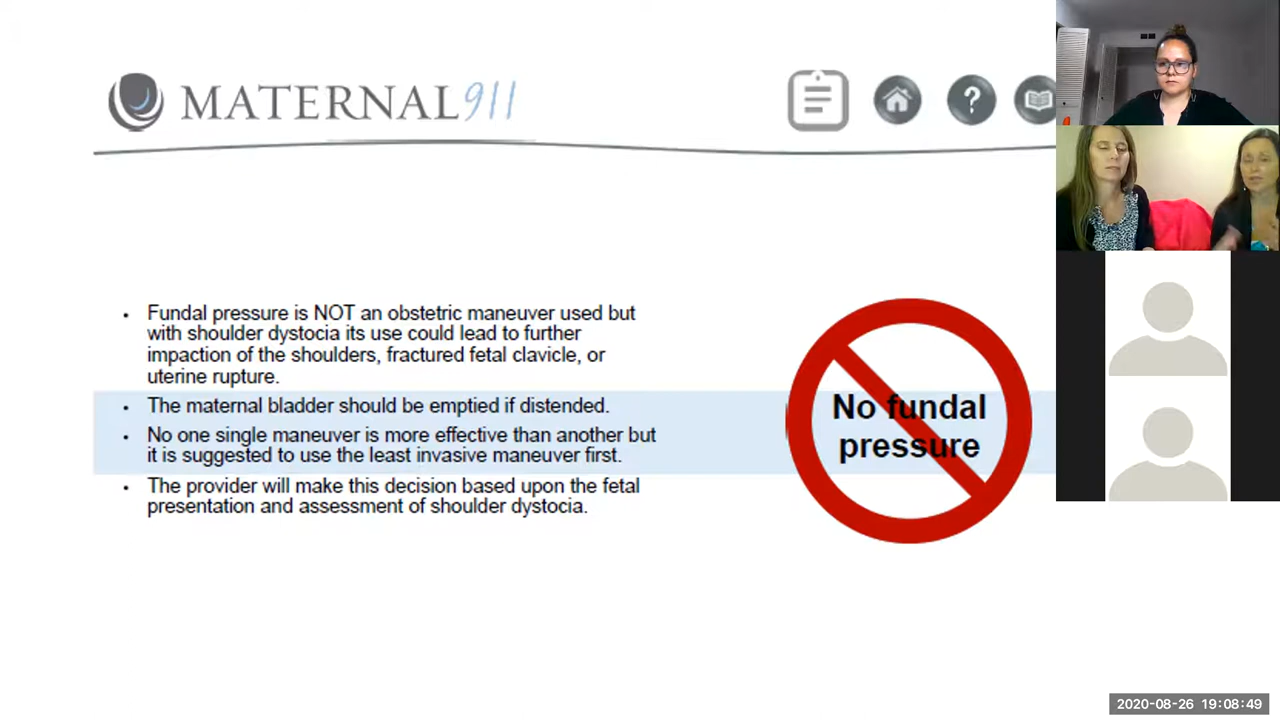 MATERNAL911
?
• Fundal pressure is NOT an obstetric maneuver used but
with shoulder dystocia its use could lead to further
impaction of the shoulders, fractured fetal clavicle, or
uterine rupture.
• The maternal bladder should be emptied if distended.
• No one single maneuver is more effective than another but
it is suggested to use the least invasive maneuver first.
• The provider will make this decision based upon the fetal
presentation and assessment of shoulder dystocia.
No fundal
pressure
2020-08-26 19:08:49